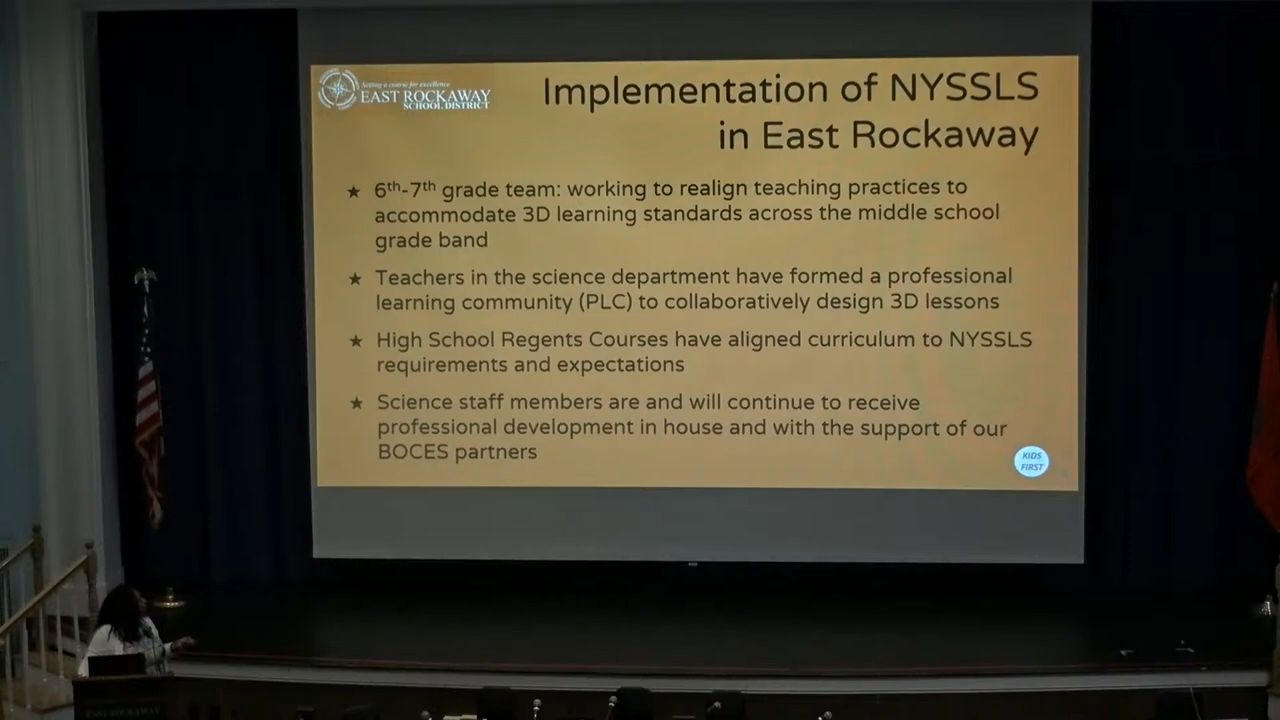 Setting a course for excellence
EAST ROCKAWAY
SCHOOL DISTRICT
Implementation of NYSSLS
in East Rockaway
★ 6th-7th grade team: working to realign teaching practices to
accommodate 3D learning standards across the middle school
grade band
★ Teachers in the science department have formed a professional
learning community (PLC) to collaboratively design 3D lessons
★ High School Regents Courses have aligned curriculum to NYSSLS
requirements and expectations
★ Science staff members are and will continue to receive
professional development in house and with the support of our
BOCES partners
KIDS
FIRST
EAST ROCKAWAY